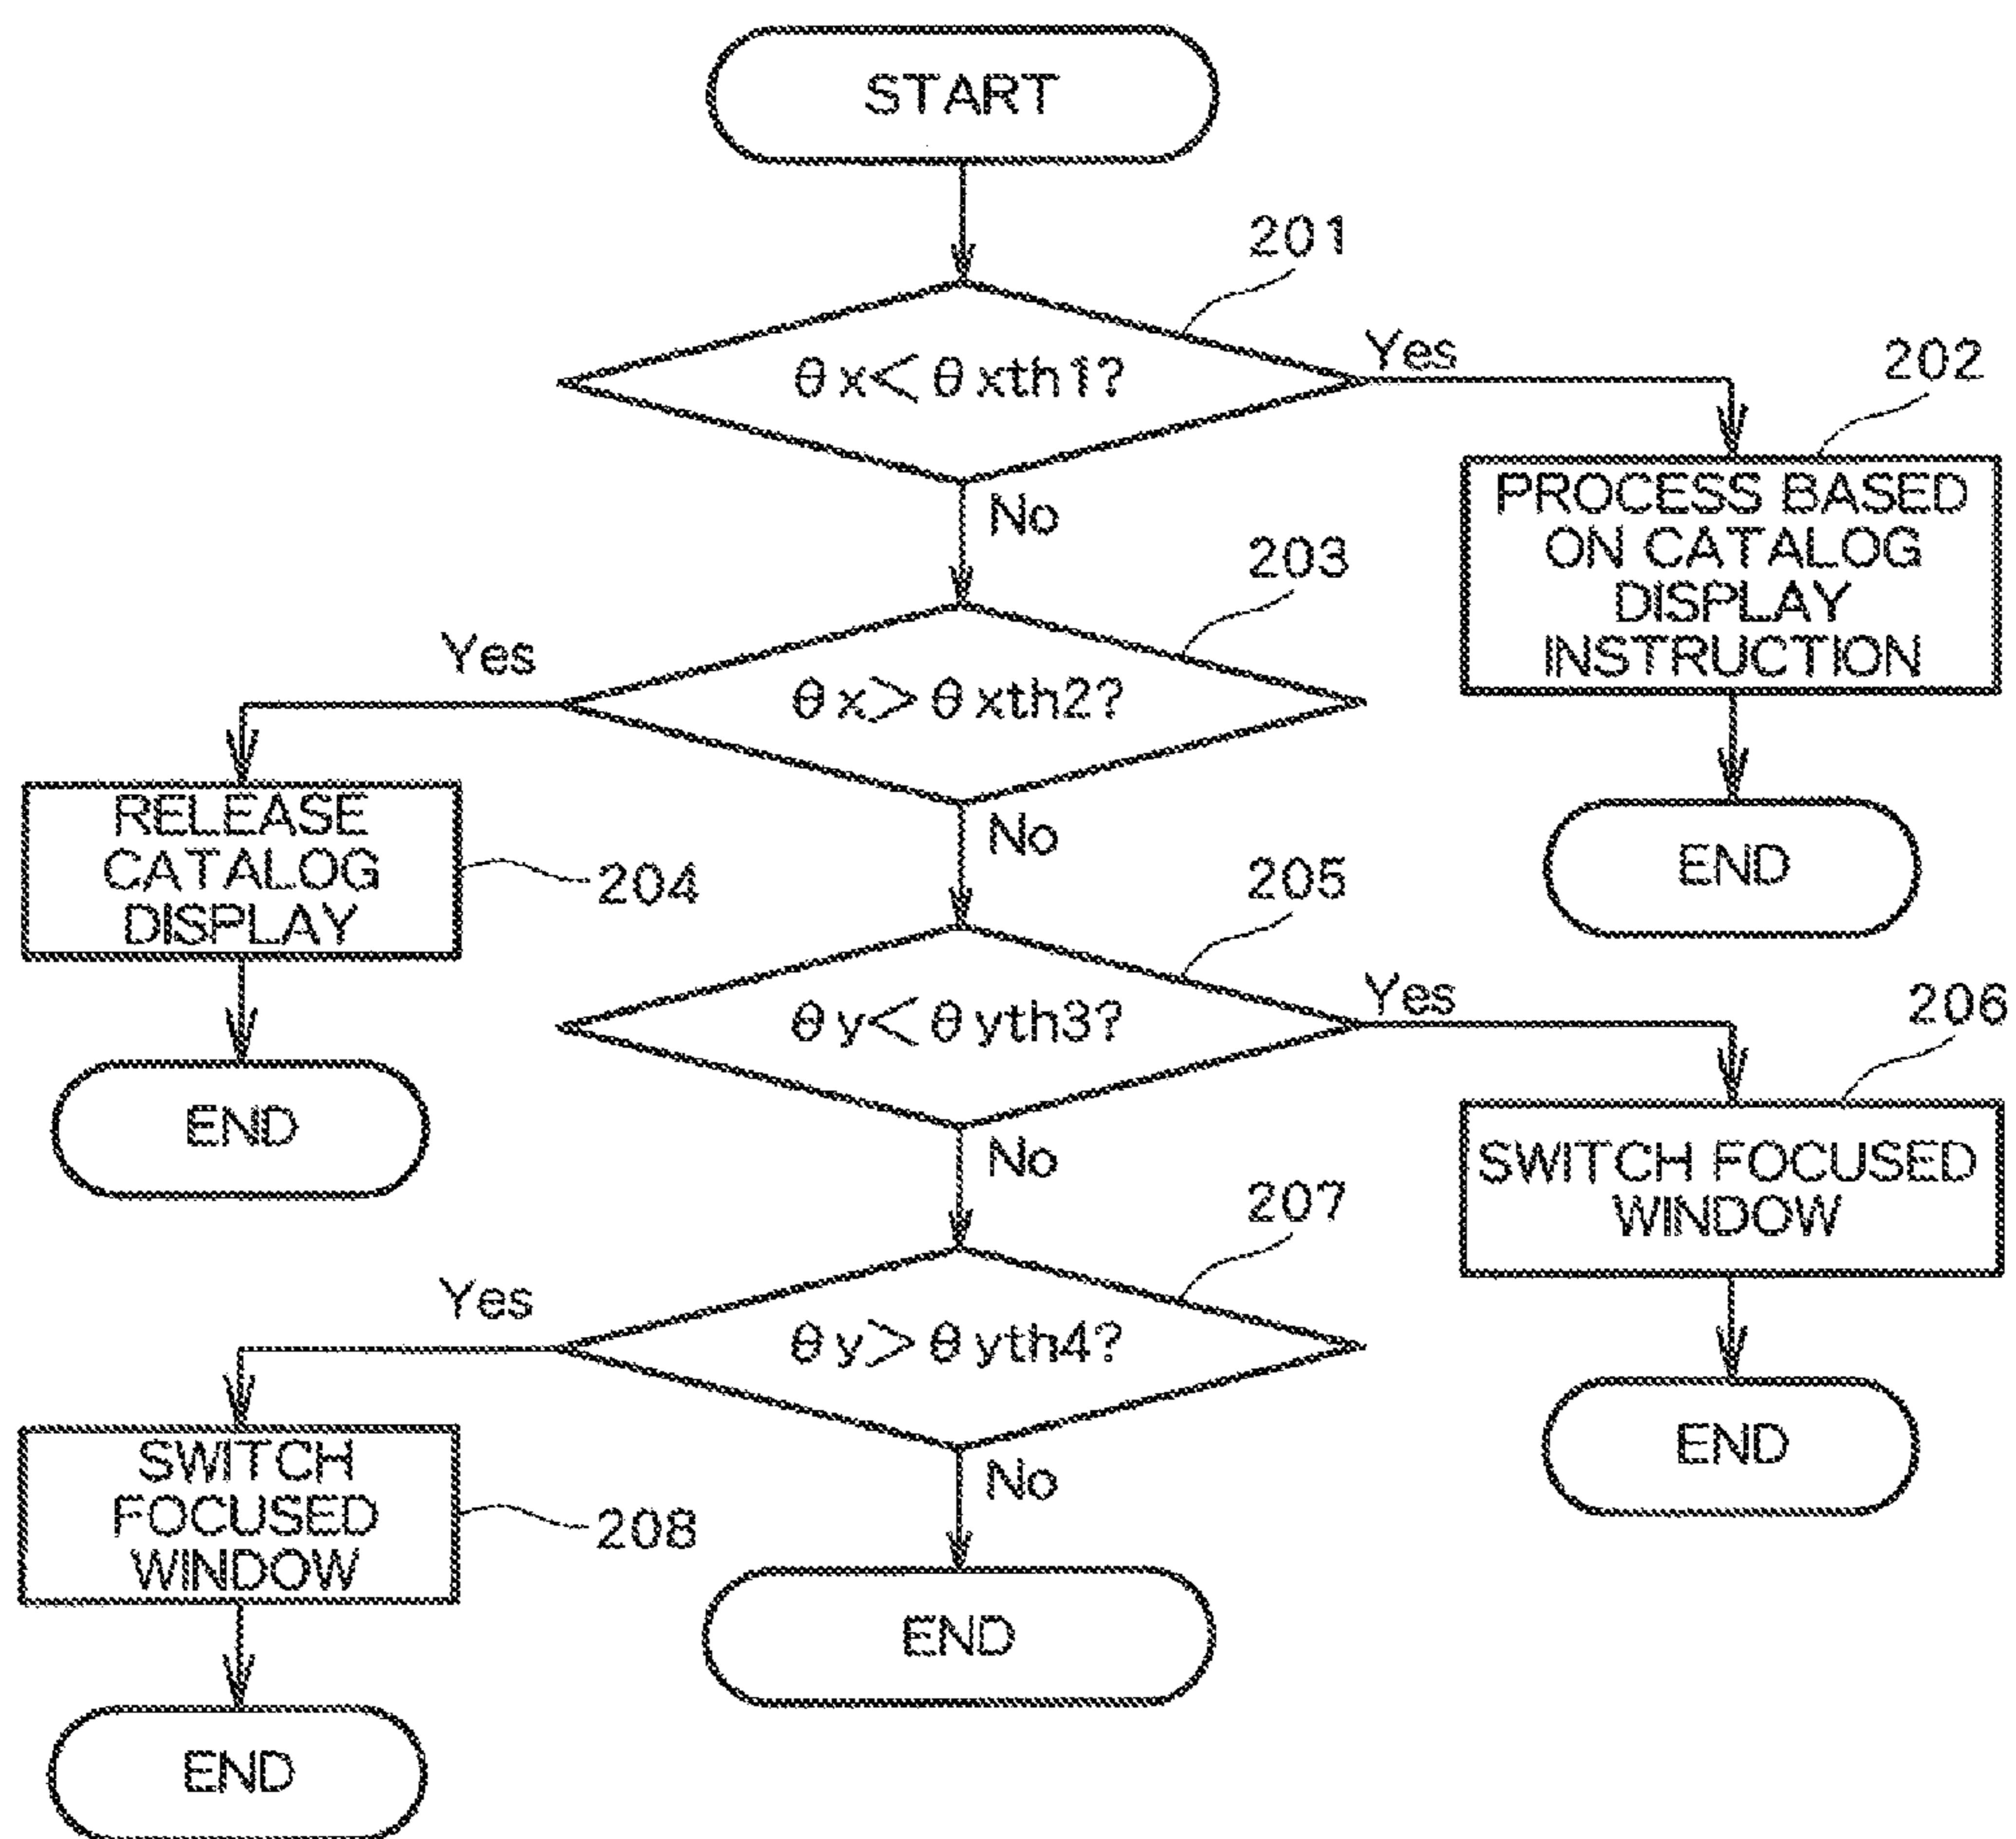 START
201
θx<θxth1?
Yes
202
PROCESS BASED
ON CATALOG
DISPLAY
INSTRUCTION
END
No
203
θx>θxth2?
Yes
RELEASE
CATALOG
DISPLAY
204
END
No
205
θy<θyth3?
Yes
206
SWITCH FOCUSED
WINDOW
END
No
207
θy>θyth4?
Yes
SWITCH
FOCUSED
WINDOW
208
END
No
END